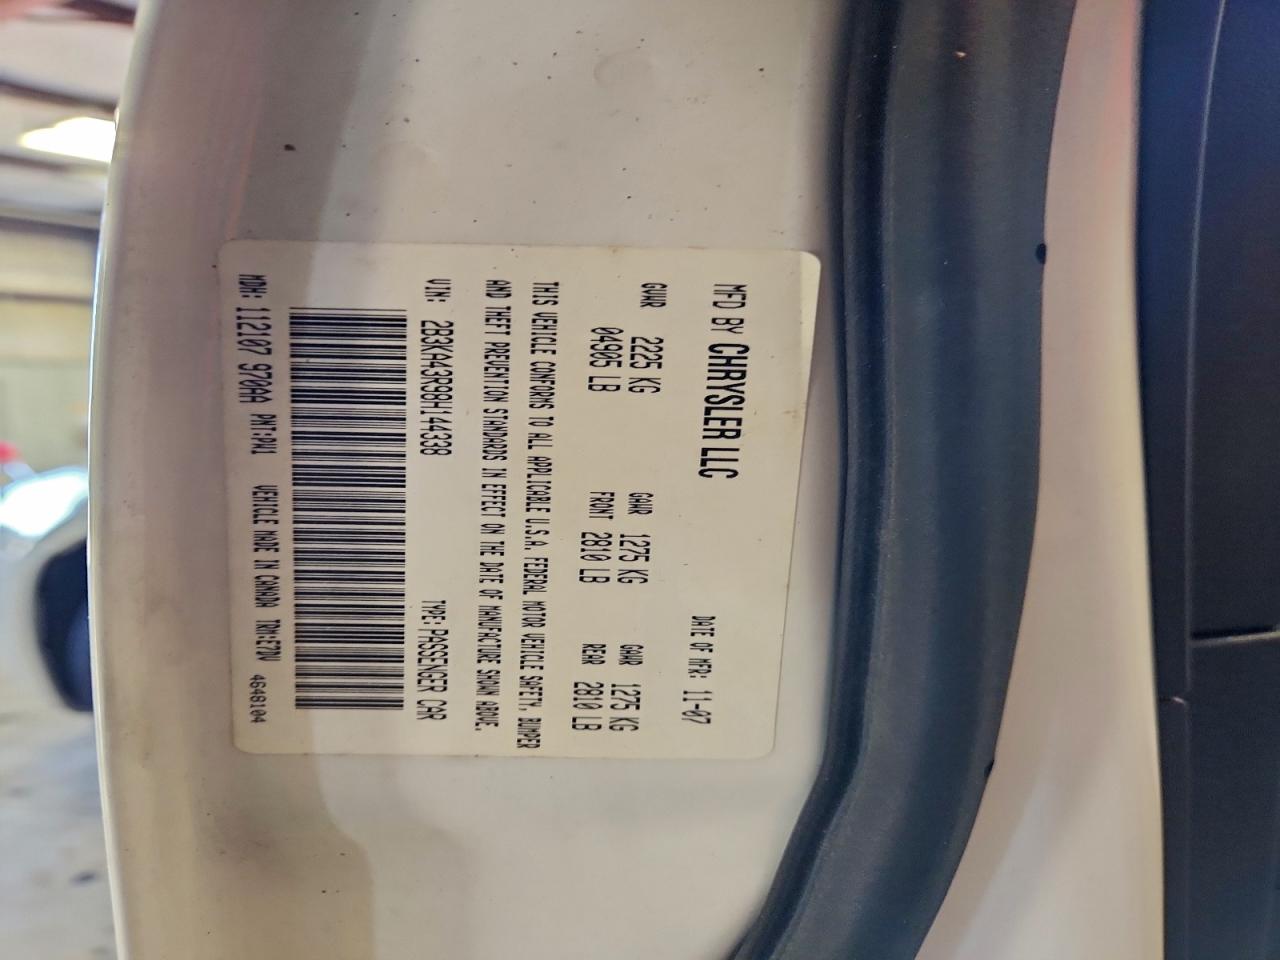 MFD BY CHRYSLER LLC DATE OF MFR: 11-07
GVWR 2225 KG GAWR 1275 KG GAWR 1275 KG
04905 LB FRONT 2810 LB REAR 2810 LB
THIS VEHICLE CONFORMS TO ALL APPLICABLE U.S.A. FEDERAL MOTOR VEHICLE SAFETY, BUMPER
AND THEFT PREVENTION STANDARDS IN EFFECT ON THE DATE OF MANUFACTURE SHOWN ABOVE.
VIN: 2B3KA43R88H144338 TYPE: PASSENGER CAR
MDH: 112107 970AA PNT:PW1 VEHICLE MADE IN CANADA TRM:E7DV 4648104